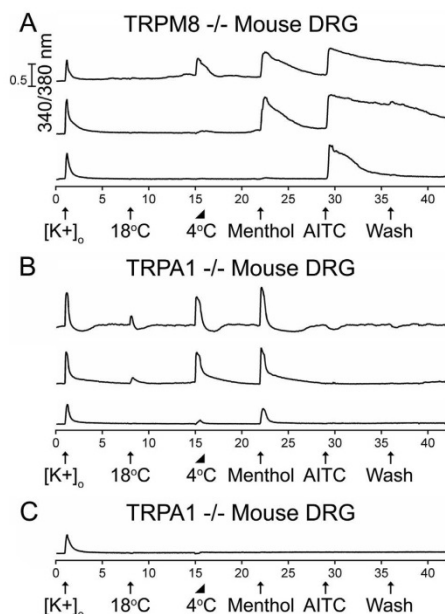 A TRPM8 -/- Mouse DRG
0.5
340/380 nm
0 5 10 15 20 25 30 35 40
[K+]o 18°C 4°C Menthol AITC Wash
B TRPA1 -/- Mouse DRG
0 5 10 15 20 25 30 35 40
[K+]o 18°C 4°C Menthol AITC Wash
C TRPA1 -/- Mouse DRG
0 5 10 15 20 25 30 35 40
[K+]o 18°C 4°C Menthol AITC Wash